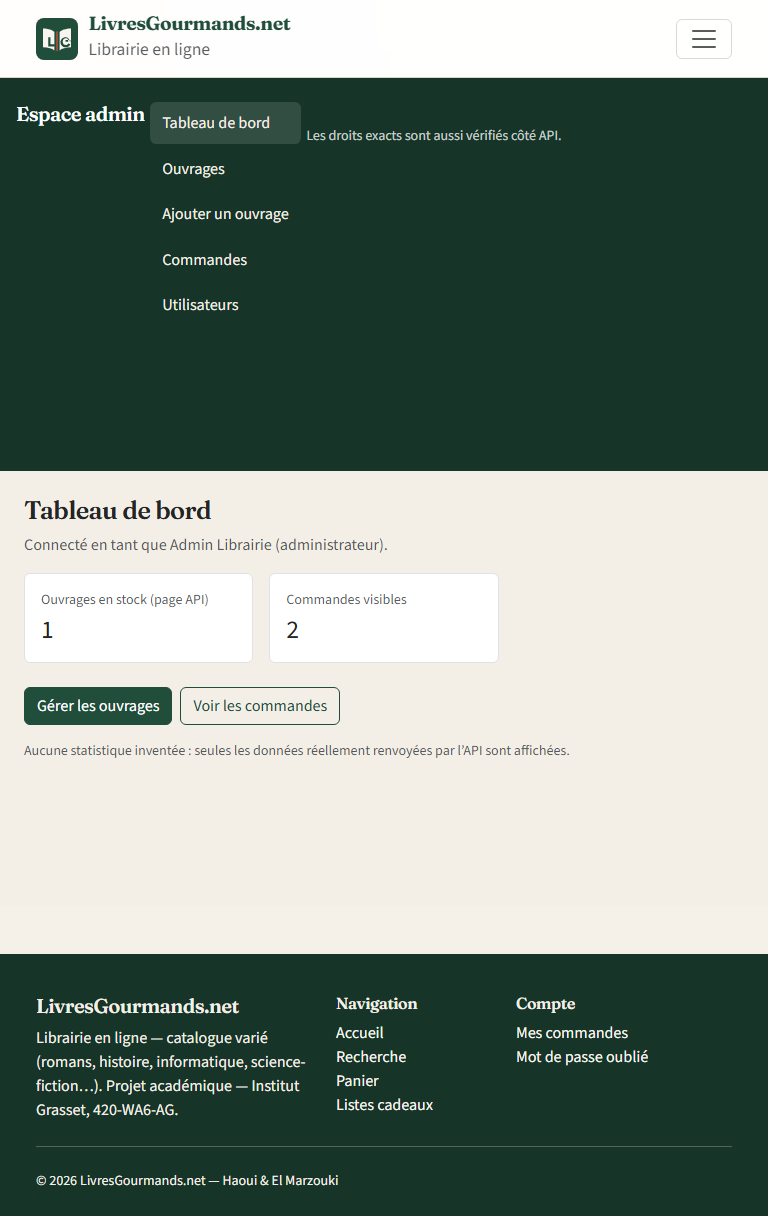 LivresGourmands.net
Librairie en ligne
LG
Espace admin
Tableau de bord
Les droits exacts sont aussi vérifiés côté API.
Ouvrages
Ajouter un ouvrage
Commandes
Utilisateurs
Tableau de bord
Connecté en tant que Admin Librairie (administrateur).
Ouvrages en stock (page API)
1
Commandes visibles
2
Gérer les ouvrages
Voir les commandes
Aucune statistique inventée : seules les données réellement renvoyées par l’API sont affichées.
LivresGourmands.net
Librairie en ligne — catalogue varié
(romans, histoire, informatique, science-
fiction…). Projet académique — Institut
Grasset, 420-WA6-AG.
Navigation
Accueil
Recherche
Panier
Listes cadeaux
Compte
Mes commandes
Mot de passe oublié
© 2026 LivresGourmands.net — Haoui & El Marzouki